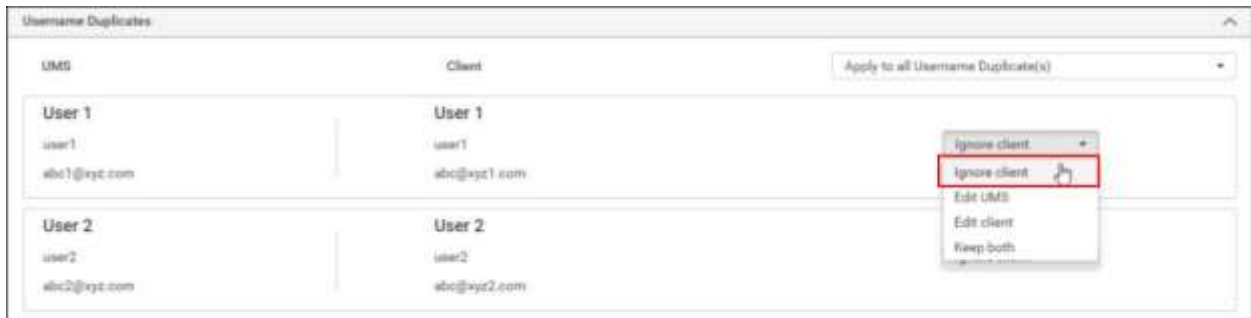 Username Duplicates
UMS Client Apply to all Username Duplicate(s)
User 1 User 1
user1 user1 Ignore client
abc1@xyz.com abc@xyz1.com Ignore client
Edit UMS
User 2 User 2 Edit client
user2 user2 Keep both
abc2@xyz.com abc@xyz2.com